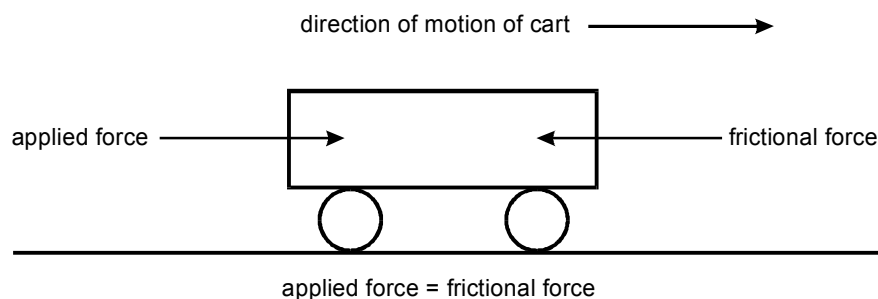 direction of motion of cart
applied force
frictional force
applied force = frictional force